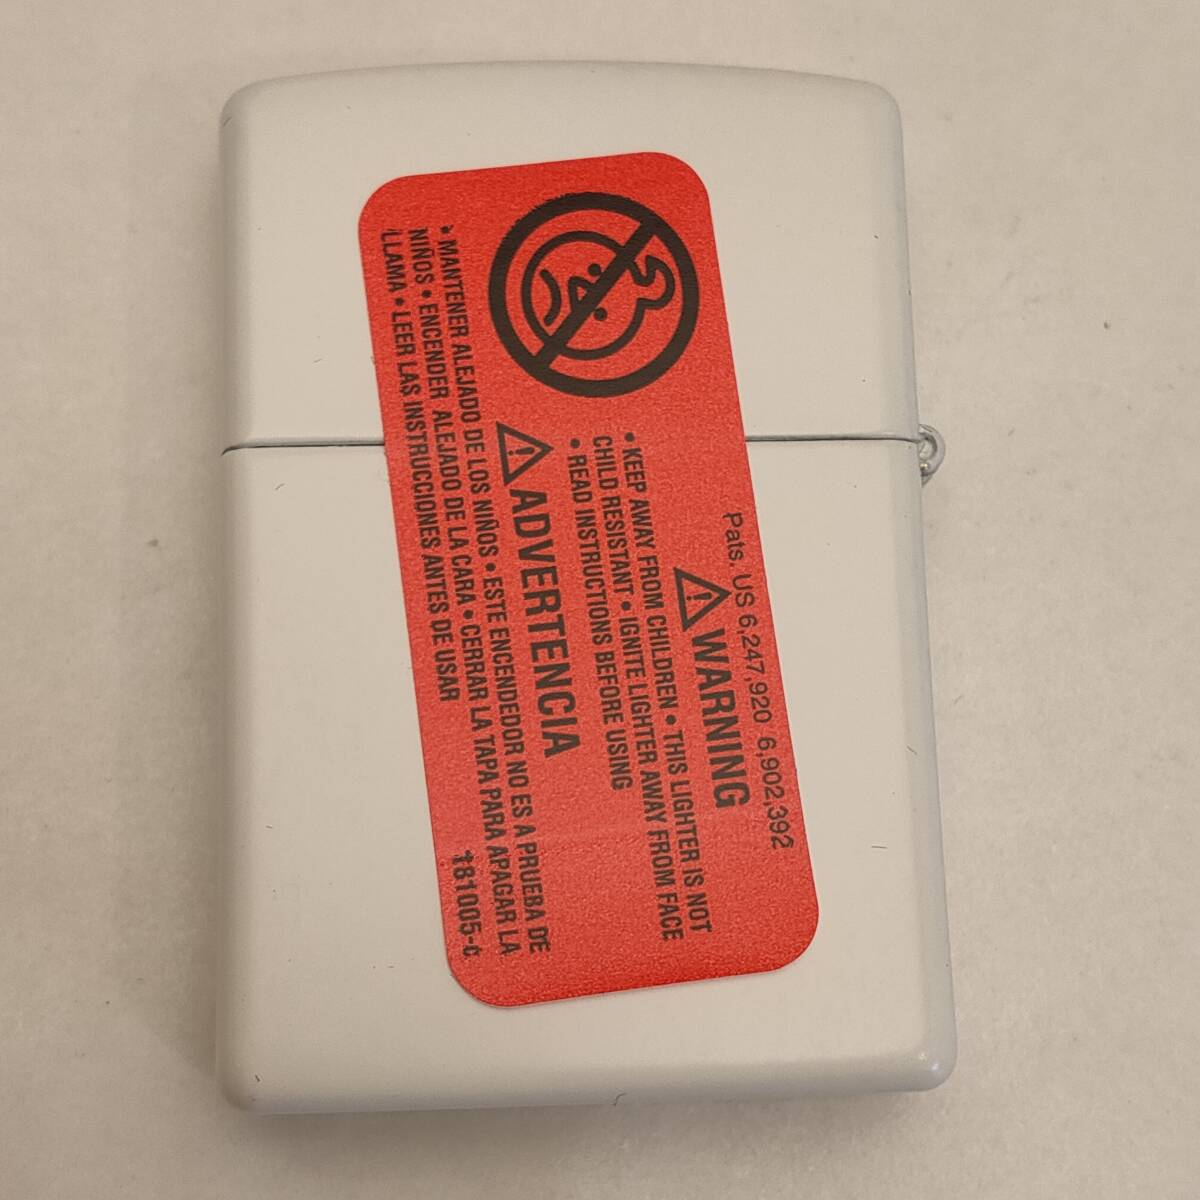 Pats. US 6,247,920 6,902,392
WARNING
•KEEP AWAY FROM CHILDREN • THIS LIGHTER IS NOT
CHILD RESISTANT • IGNITE LIGHTER AWAY FROM FACE
• READ INSTRUCTIONS BEFORE USING
ADVERTENCIA
• MANTENER ALEJADO DE LOS NIÑOS • ESTE ENCENDEDOR NO ES A PRUEBA DE
NIÑOS • ENCENDER ALEJADO DE LA CARA • CERRAR LA TAPA PARA APAGAR LA
LLAMA • LEER LAS INSTRUCCIONES ANTES DE USAR
181005-6